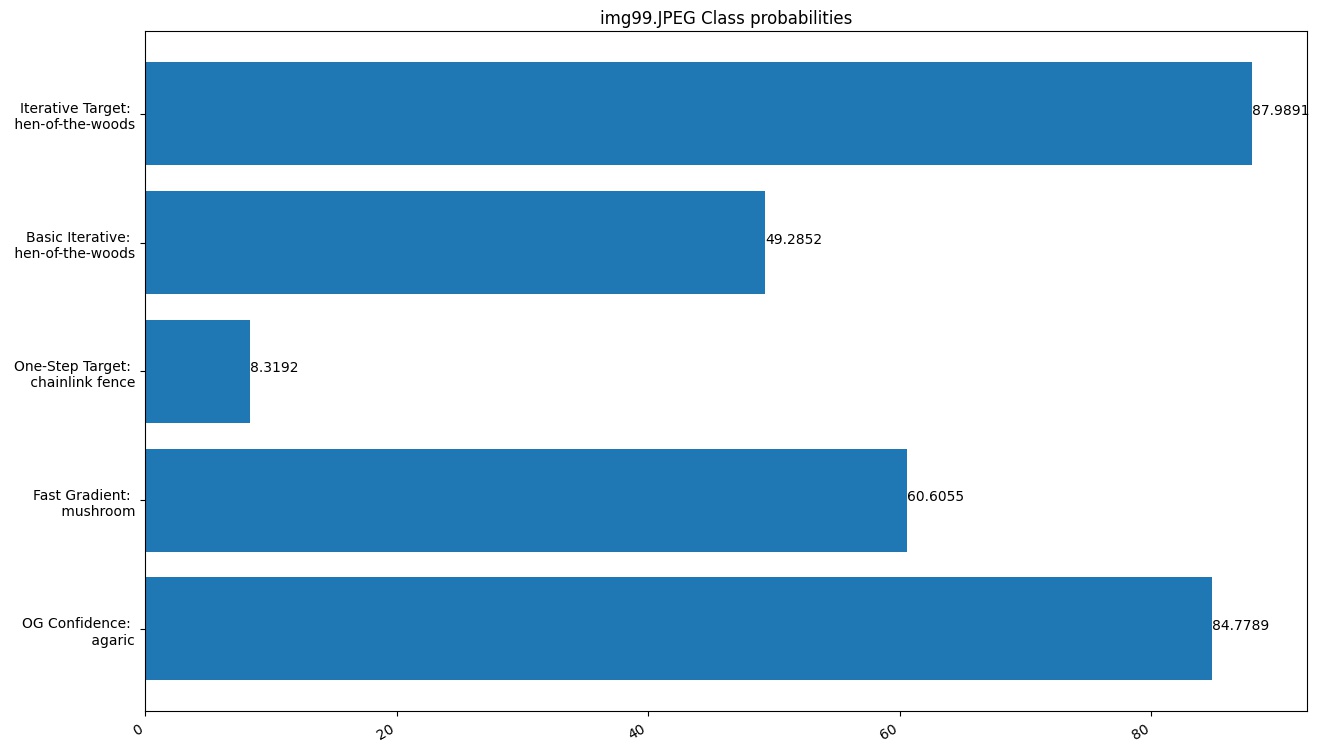 img99.JPEG Class probabilities
Iterative Target:
hen-of-the-woods
87.9891
Basic Iterative:
hen-of-the-woods
49.2852
One-Step Target:
chainlink fence
8.3192
Fast Gradient:
mushroom
60.6055
OG Confidence:
agaric
84.7789
0 20 40 60 80